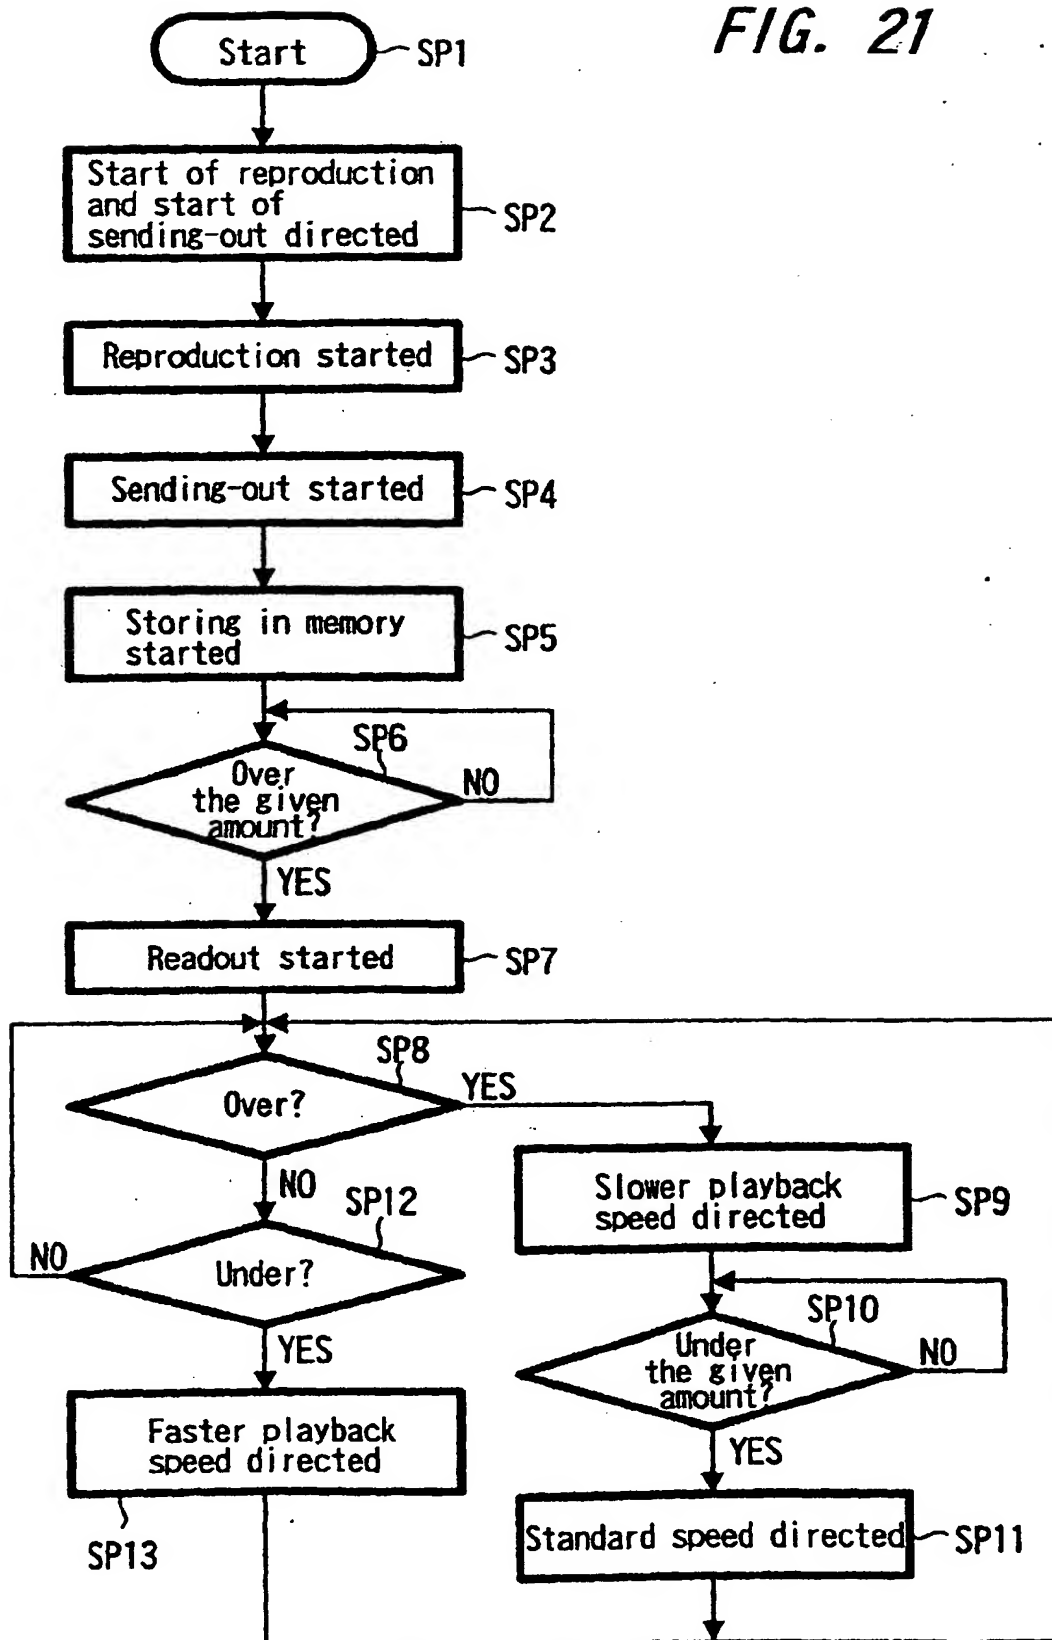 FIG. 21
Start
SP1
Start of reproduction
and start of
sending-out directed
SP2
Reproduction started
SP3
Sending-out started
SP4
Storing in memory
started
SP5
SP6
Over
the given
amount?
NO
YES
Readout started
SP7
SP8
Over?
YES
NO
SP12
Under?
NO
YES
Faster playback
speed directed
SP13
Slower playback
speed directed
SP9
SP10
Under
the given
amount?
NO
YES
Standard speed directed
SP11